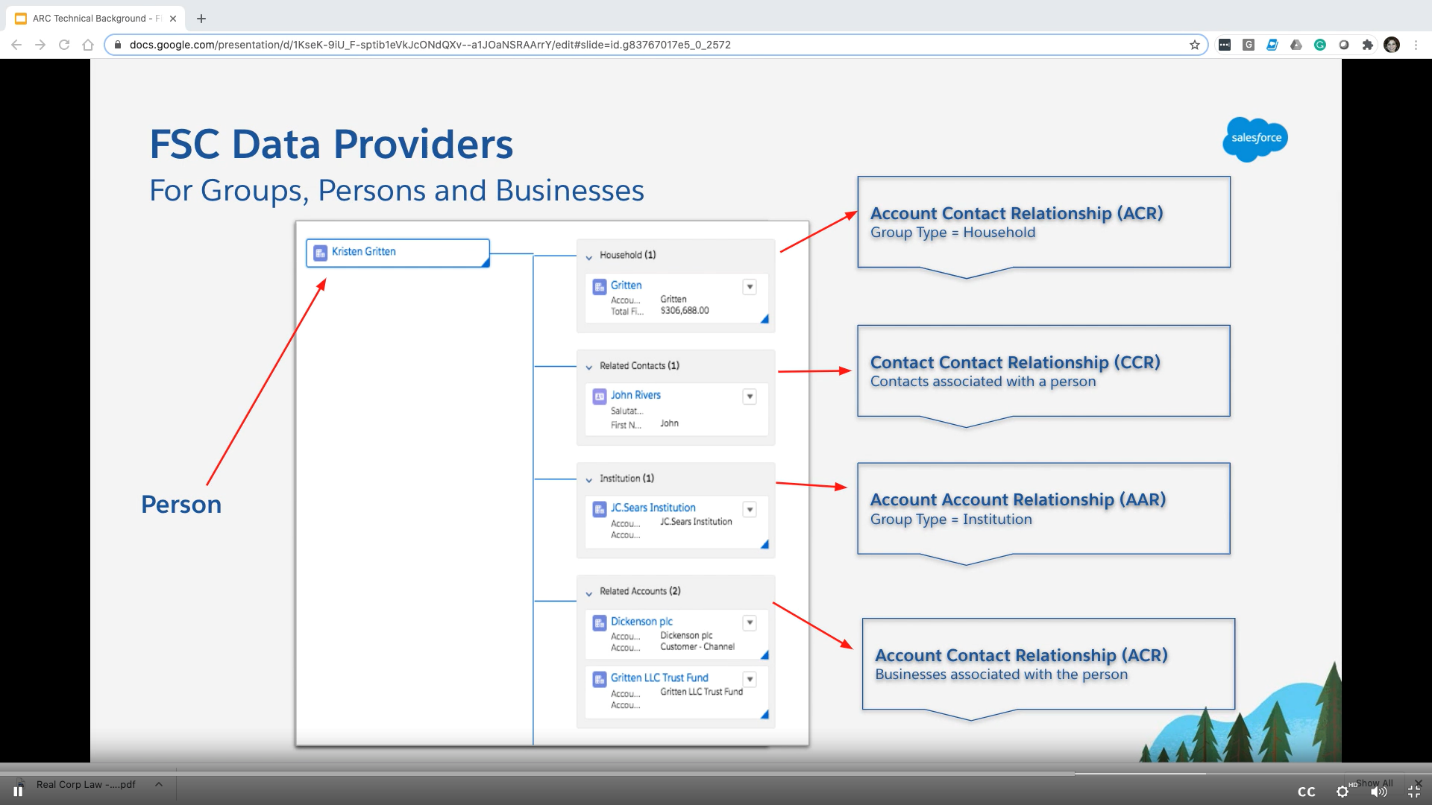 ARC Technical Background - F
docs.google.com/presentation/d/1KseK-9iU_F-sptib1eVkJcONdQXv--a1JOaNSRAArrY/edit#slide=id.g83767017e5_0_2572
FSC Data Providers
For Groups, Persons and Businesses
salesforce
Kristen Gritten
Person
Household (1)
Gritten
Accou... Gritten
Total Fi... $306,688.00
Related Contacts (1)
John Rivers
Salutat...
First N... John
Institution (1)
JC.Sears Institution
Accou... JC.Sears Institution
Accou...
Related Accounts (2)
Dickenson plc
Accou... Dickenson plc
Accou... Customer - Channel
Gritten LLC Trust Fund
Accou... Gritten LLC Trust Fund
Accou...
Account Contact Relationship (ACR)
Group Type = Household
Contact Contact Relationship (CCR)
Contacts associated with a person
Account Account Relationship (AAR)
Group Type = Institution
Account Contact Relationship (ACR)
Businesses associated with the person
Real Corp Law -....pdf
Show All
CC
HD